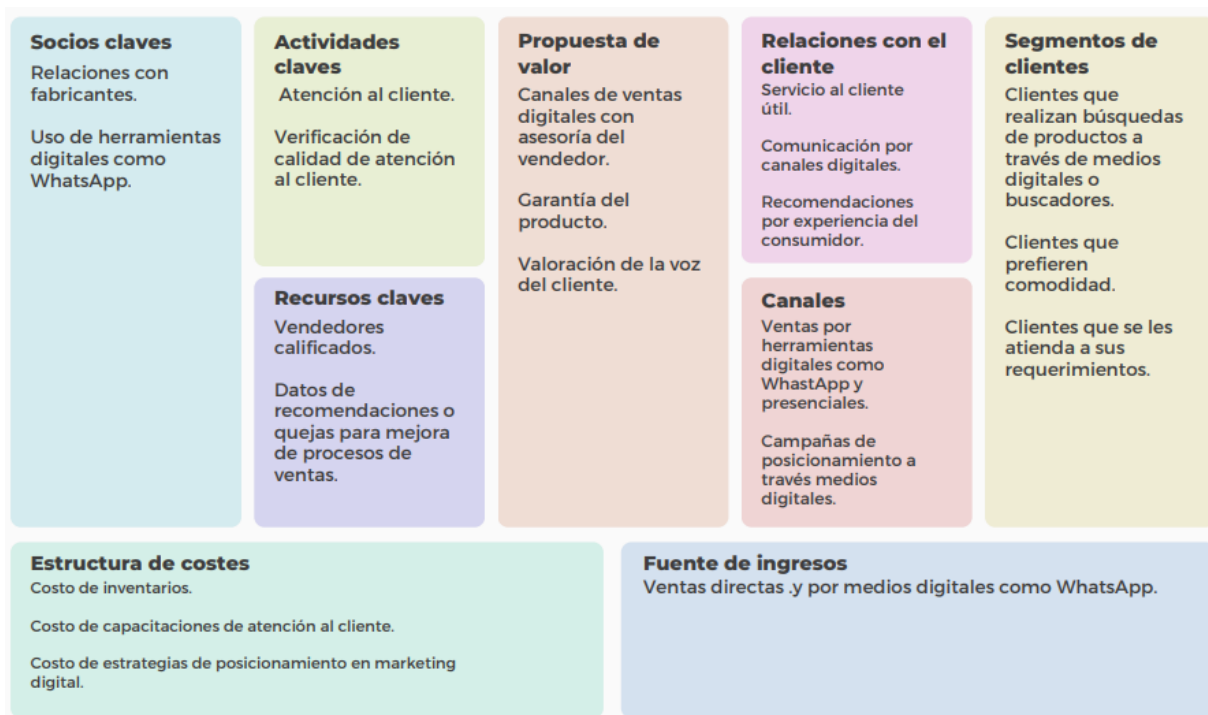 Socios claves
Relaciones con
fabricantes.
Uso de herramientas
digitales como
WhatsApp.
Actividades
claves
Atención al cliente.
Verificación de
calidad de atención
al cliente.
Recursos claves
Vendedores
calificados.
Datos de
recomendaciones o
quejas para mejora
de procesos de
ventas.
Propuesta de
valor
Canales de ventas
digitales con
asesoría del
vendedor.
Garantía del
producto.
Valoración de la voz
del cliente.
Relaciones con el
cliente
Servicio al cliente
útil.
Comunicación por
canales digitales.
Recomendaciones
por experiencia del
consumidor.
Canales
Ventas por
herramientas
digitales como
WhastApp y
presenciales.
Campañas de
posicionamiento a
través medios
digitales.
Segmentos de
clientes
Clientes que
realizan búsquedas
de productos a
través de medios
digitales o
buscadores.
Clientes que
prefieren
comodidad.
Clientes que se les
atienda a sus
requerimientos.
Estructura de costes
Costo de inventarios.
Costo de capacitaciones de atención al cliente.
Costo de estrategias de posicionamiento en marketing
digital.
Fuente de ingresos
Ventas directas .y por medios digitales como WhatsApp.